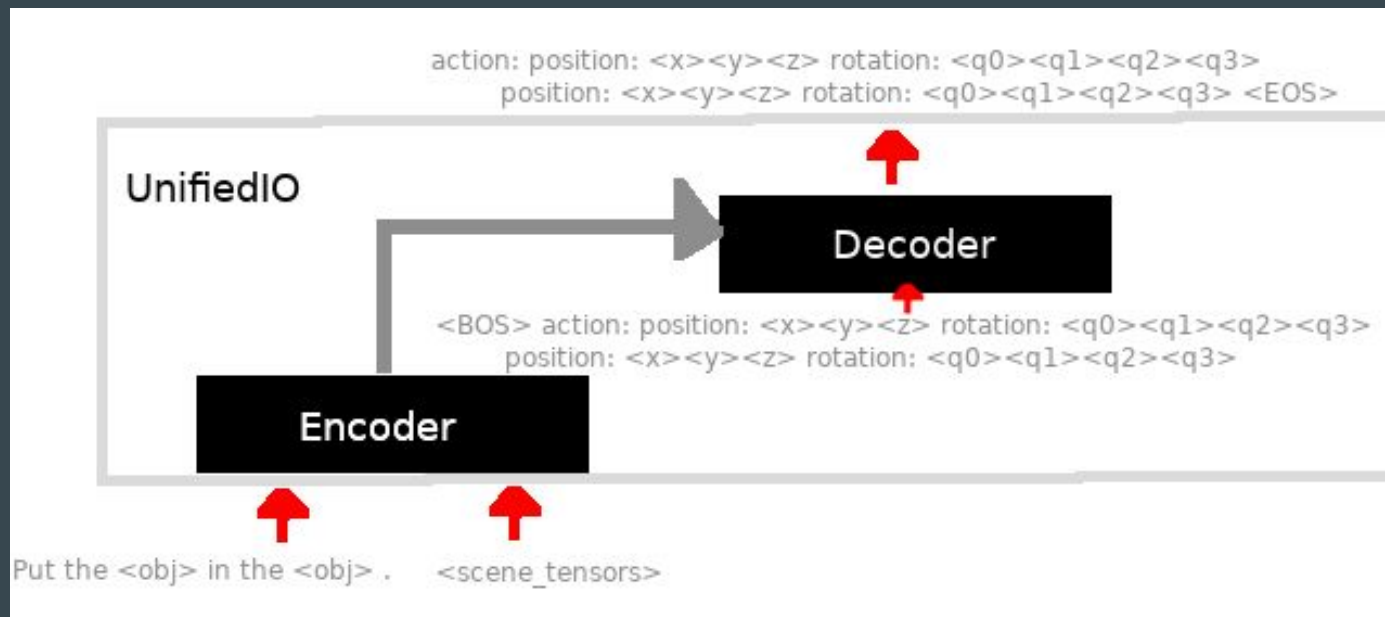 action: position: <x><y><z> rotation: <q0><q1><q2><q3>
position: <x><y><z> rotation: <q0><q1><q2><q3> <EOS>
UnifiedIO
Decoder
<BOS> action: position: <x><y><z> rotation: <q0><q1><q2><q3>
position: <x><y><z> rotation: <q0><q1><q2><q3>
Encoder
Put the <obj> in the <obj> .
<scene_tensors>